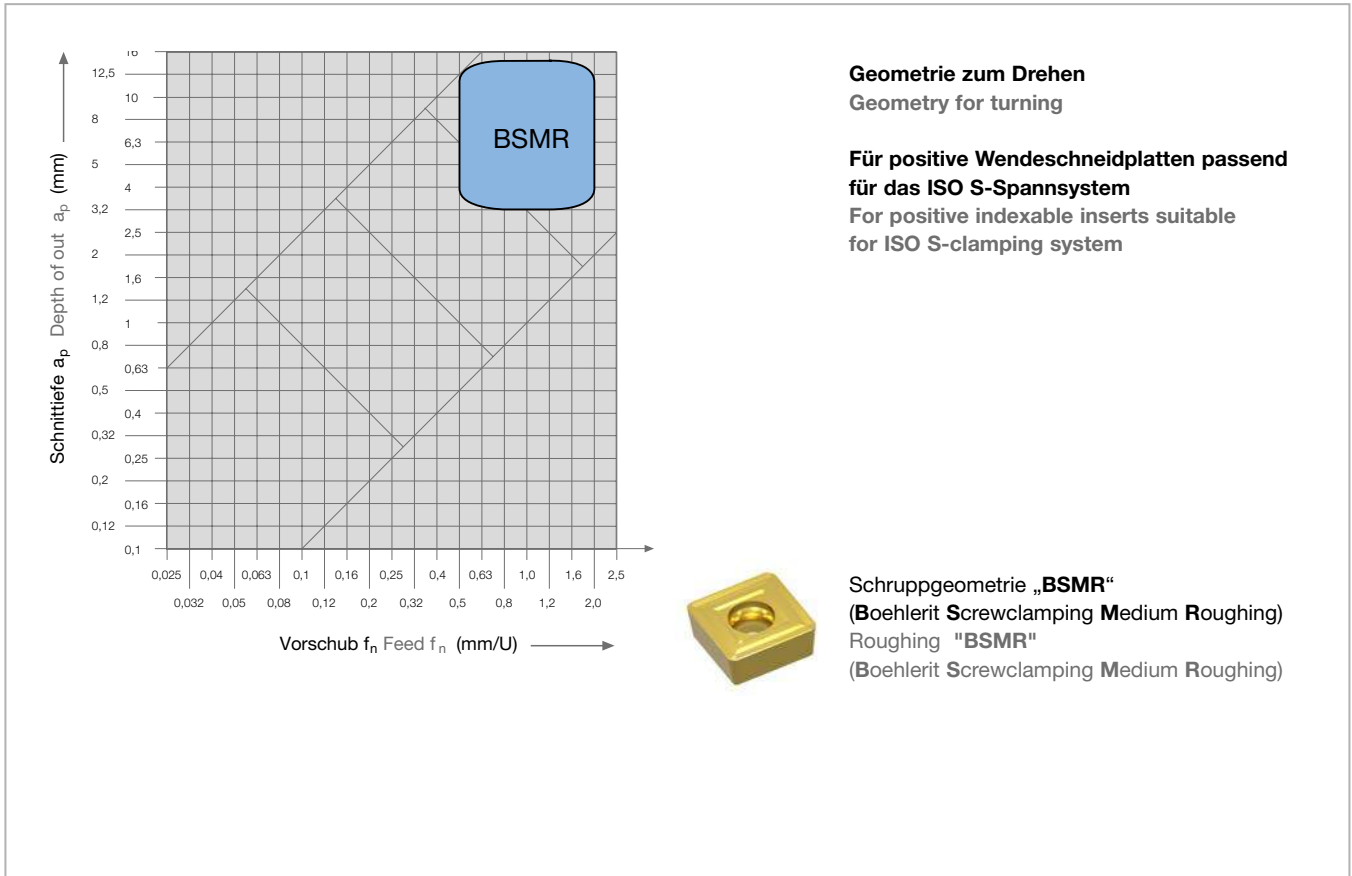 16
12,5
10
8
6,3
5
4
3,2
2,5
2
1,6
1,2
1
0,8
0,63
0,5
0,4
0,32
0,25
0,2
0,16
0,12
0,1
Schnittiefe ap Depth of out ap (mm)
BSMR
0,025 0,04 0,063 0,1 0,16 0,25 0,4 0,63 1,0 1,6 2,5
0,032 0,05 0,08 0,12 0,2 0,32 0,5 0,8 1,2 2,0
Vorschub fn Feed fn (mm/U)
Geometrie zum Drehen
Geometry for turning
Für positive Wendeschneidplatten passend
für das ISO S-Spannsystem
For positive indexable inserts suitable
for ISO S-clamping system
Schruppgeometrie „BSMR“
(Boehlerit Screwclamping Medium Roughing)
Roughing "BSMR"
(Boehlerit Screwclamping Medium Roughing)